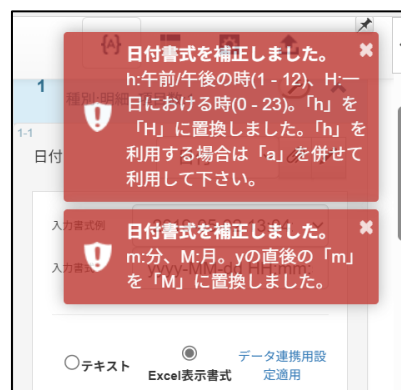 {A}
日付書式を補正しました。
h:午前/午後の時(1 - 12)、H:一
日における時(0 - 23)。「h」を
「H」に置換しました。「h」を
利用する場合は「a」を併せて
利用して下さい。
1
種別:明細
1-1
日付
入力書式例
日付書式を補正しました。
m:分、M:月。yの直後の「m」
を「M」に置換しました。
入力書式
yyyy-MM-dd HH:mm:
テキスト
Excel表示書式
データ連携用設
定適用